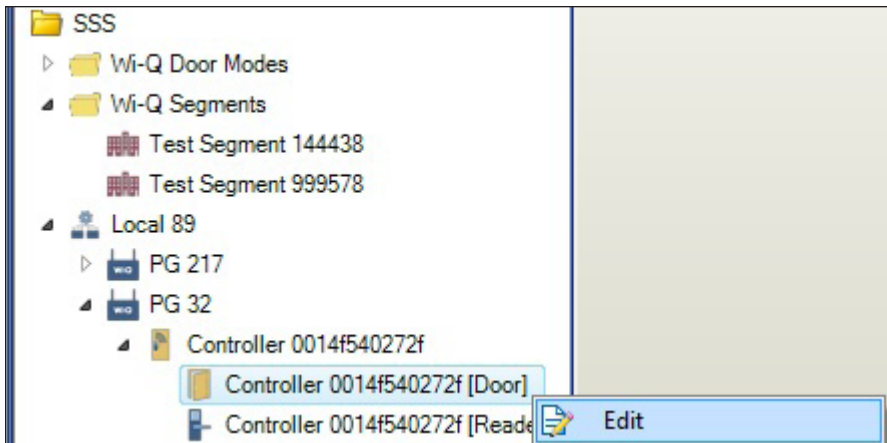 SSS
Wi-Q Door Modes
Wi-Q Segments
Test Segment 144438
Test Segment 999578
Local 89
PG 217
PG 32
Controller 0014f540272f
Controller 0014f540272f [Door]
Controller 0014f540272f [Reade
Edit